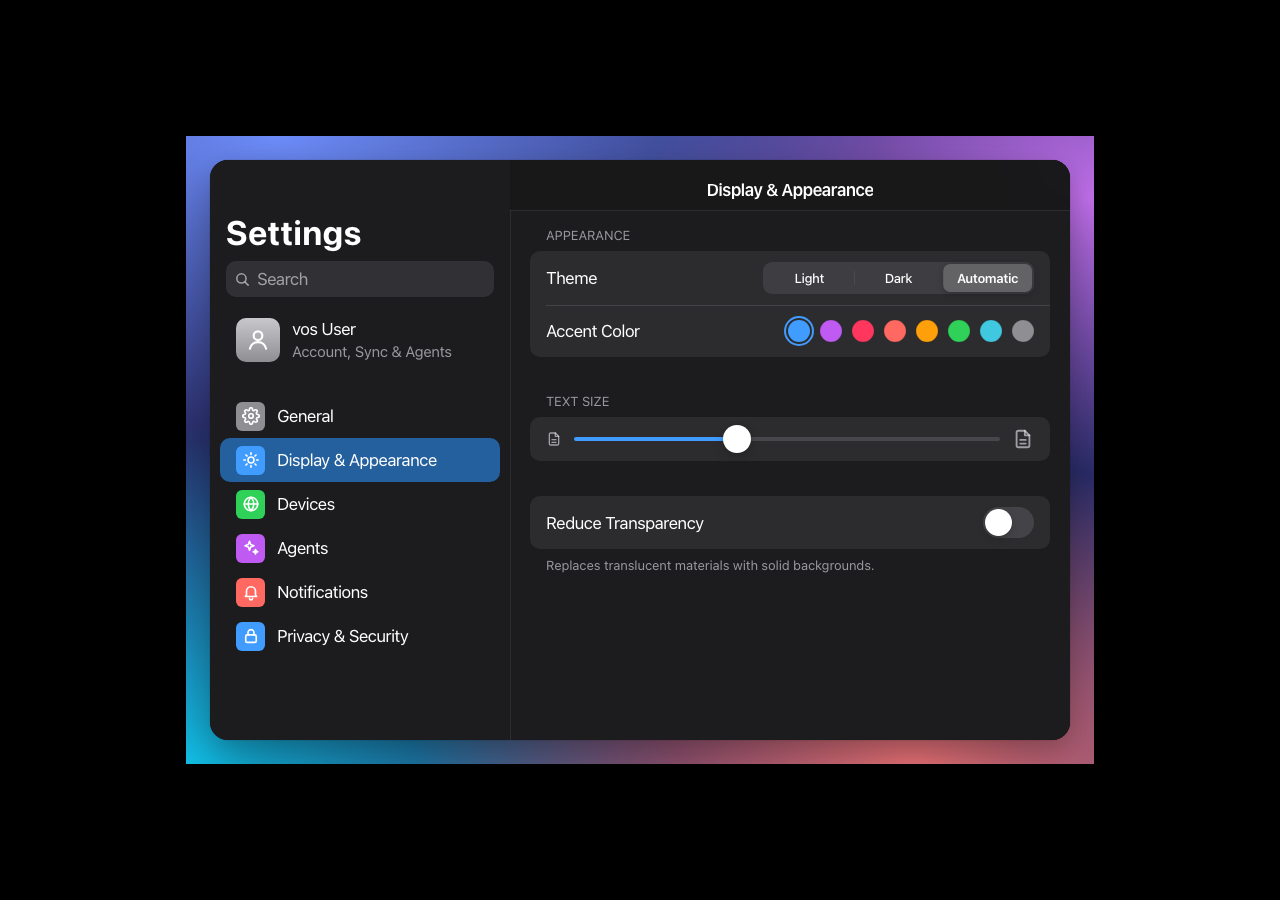 Settings
Search
vos User
Account, Sync & Agents
General
Display & Appearance
Devices
Agents
Notifications
Privacy & Security
Display & Appearance
APPEARANCE
Theme
Light
Dark
Automatic
Accent Color
TEXT SIZE
Reduce Transparency
Replaces translucent materials with solid backgrounds.